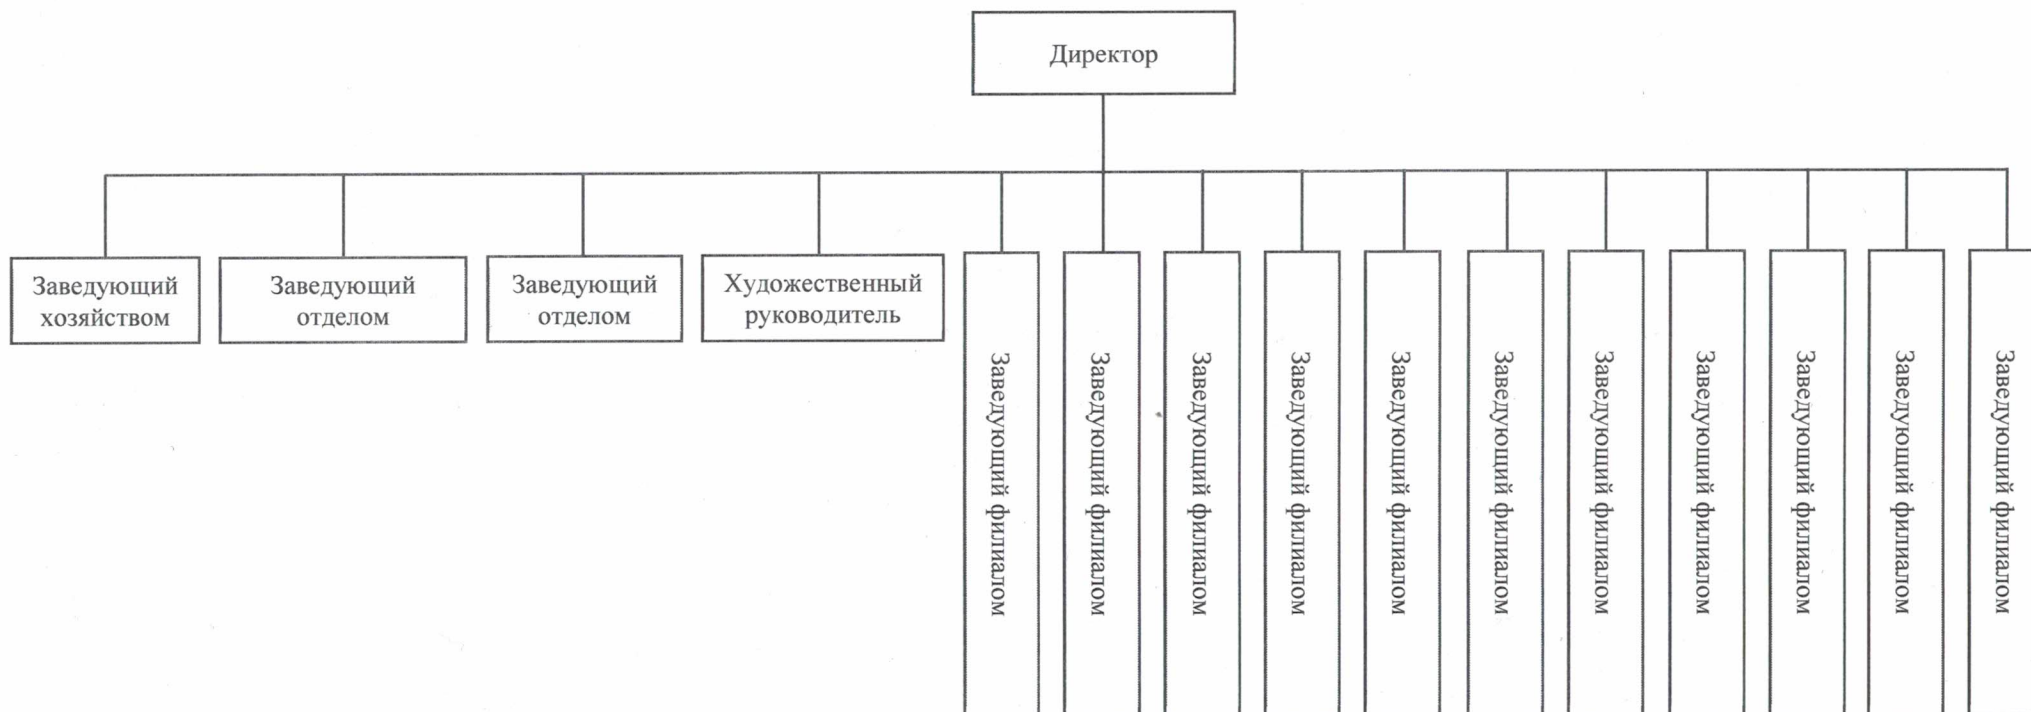 Директор
Заведующий
хозяйством
Заведующий
отделом
Заведующий
отделом
Художественный
руководитель
Заведующий филиалом
Заведующий филиалом
Заведующий филиалом
Заведующий филиалом
Заведующий филиалом
Заведующий филиалом
Заведующий филиалом
Заведующий филиалом
Заведующий филиалом
Заведующий филиалом
Заведующий филиалом